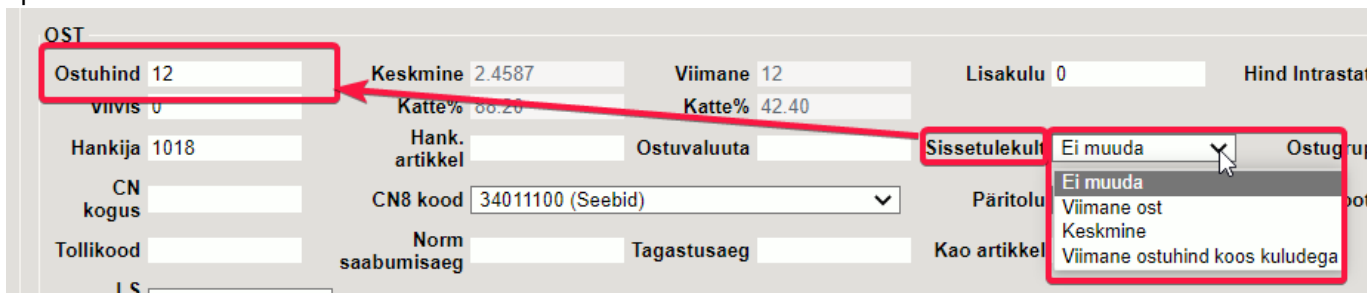 OST
Ostuhind 12 Keskmine 2.4587 Viimane 12 Lisakulu 0 Hind Intrastat
Viivis 0 Katte% 88.20 Katte% 42.40
Hankija 1018 Hank. artikkel Ostuvaluuta Sissetulekult Ei muuda Ostugrup
CN kogus CN8 kood 34011100 (Seebid) Päritolu
Ei muuda
Viimane ost
Keskmine
Viimane ostuhind koos kuludega
Tollikood Norm saabumisaeg Tagastusaeg Kao artikkel